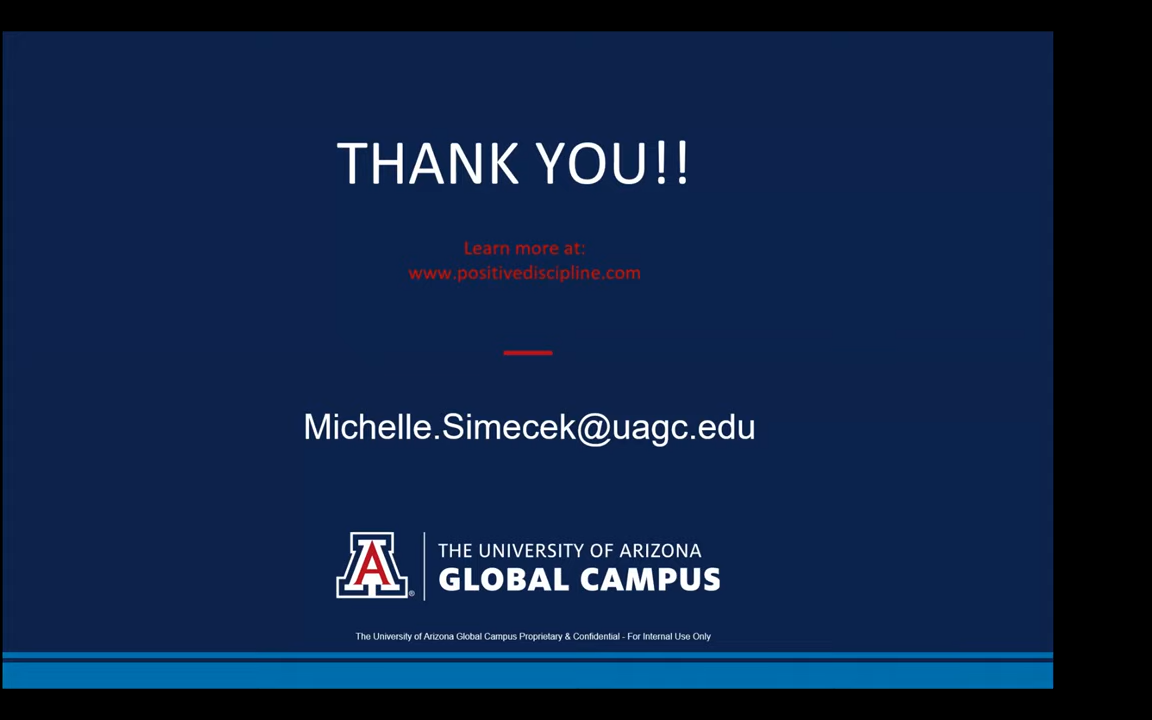 THANK YOU!!
Learn more at:
www.positivediscipline.com
Michelle.Simecek@uagc.edu
A
THE UNIVERSITY OF ARIZONA
GLOBAL CAMPUS
The University of Arizona Global Campus Proprietary & Confidential - For Internal Use Only